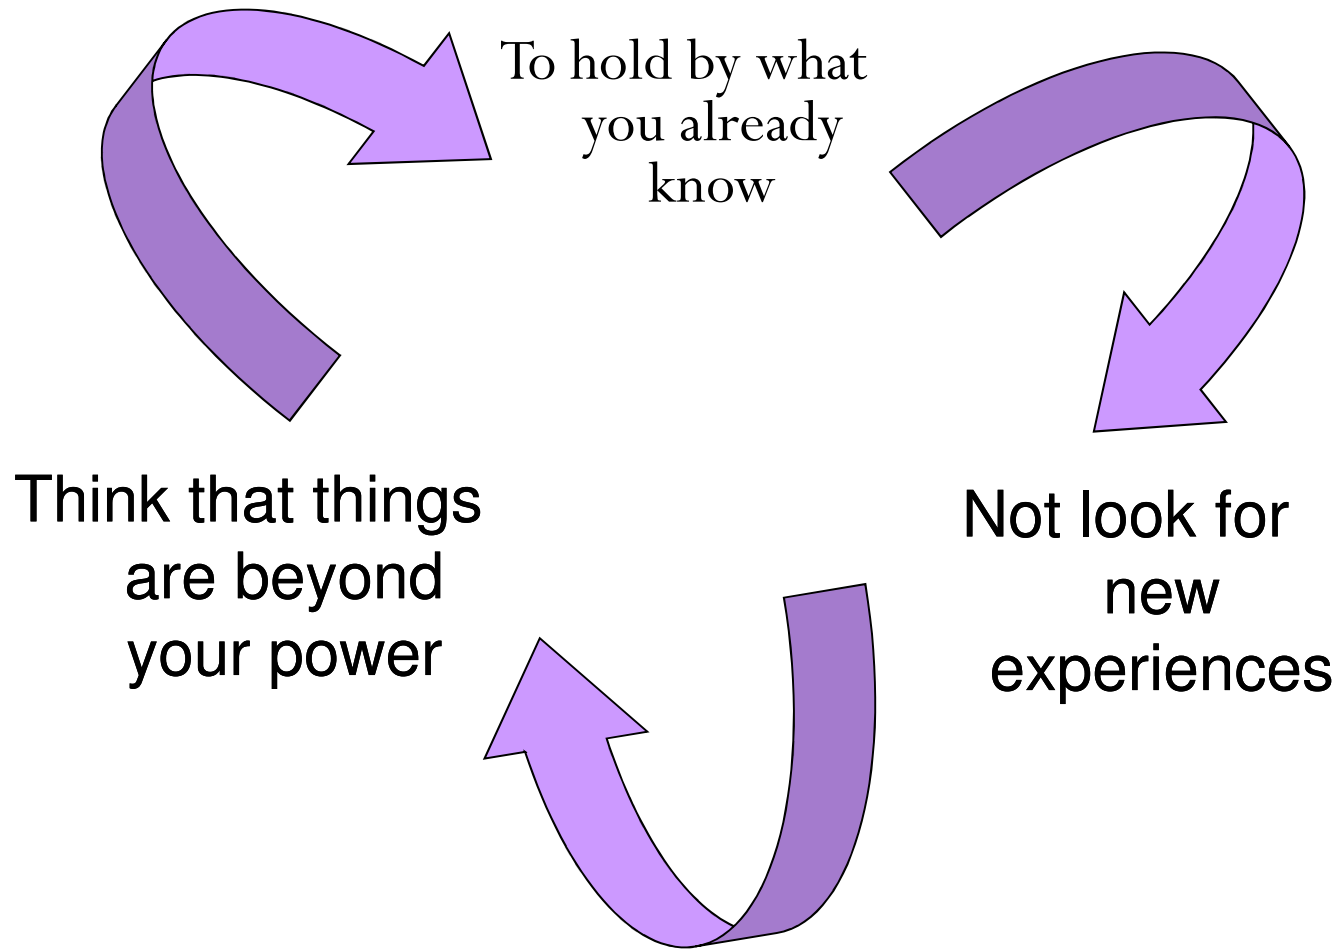 To hold by what
you already
know
Think that things
are beyond
your power
Not look for
new
experiences